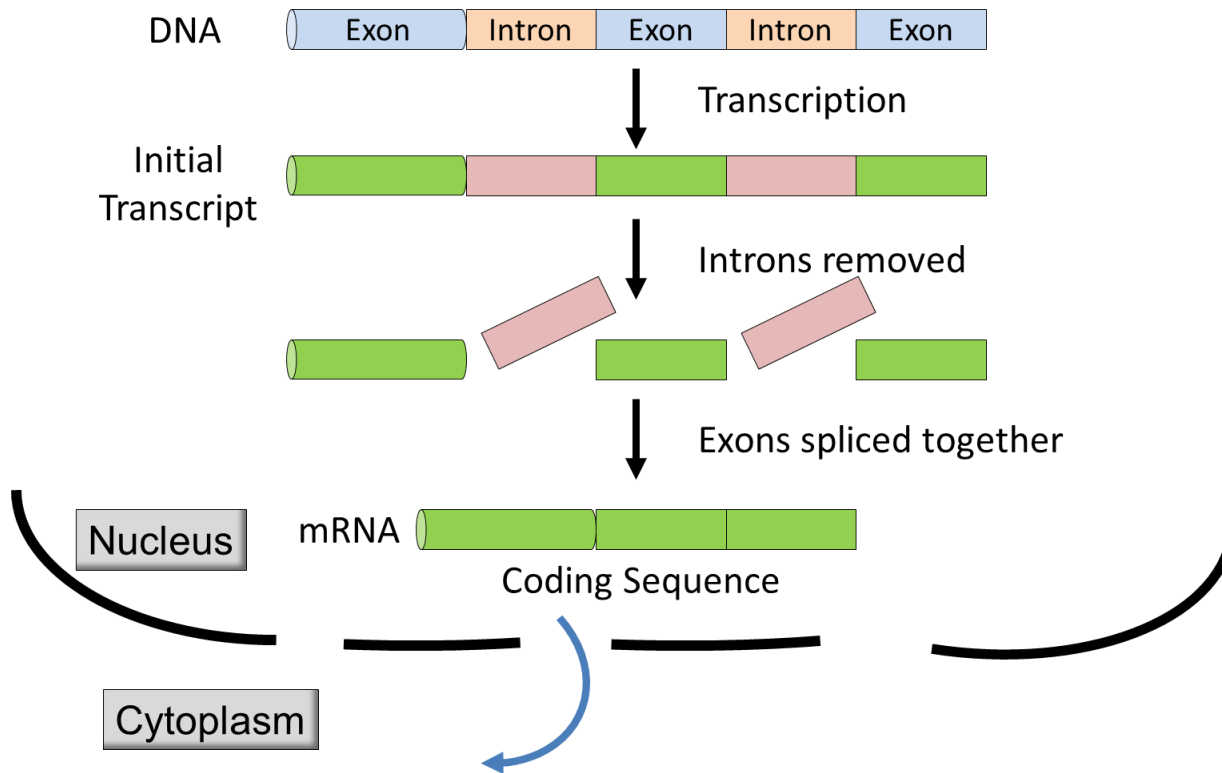 DNA
Exon
Intron
Exon
Intron
Exon
Transcription
Initial
Transcript
Introns removed
Exons spliced together
Nucleus
mRNA
Coding Sequence
Cytoplasm